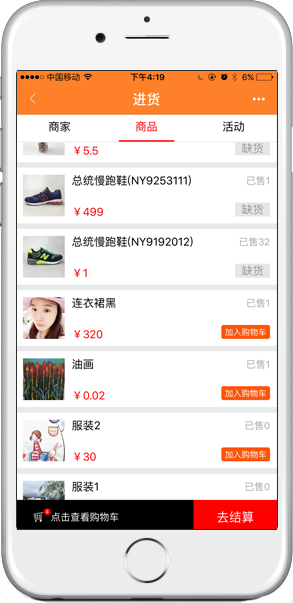 中国移动 下午4:19 6%
进货
商家 商品 活动
¥5.5 缺货
总统慢跑鞋(NY9253111) 已售1
¥499 缺货
总统慢跑鞋(NY9192012) 已售32
¥1 缺货
连衣裙黑 已售1
¥320 加入购物车
油画 已售1
¥0.02 加入购物车
服装2 已售0
¥30 加入购物车
服装1 已售0
点击查看购物车 去结算